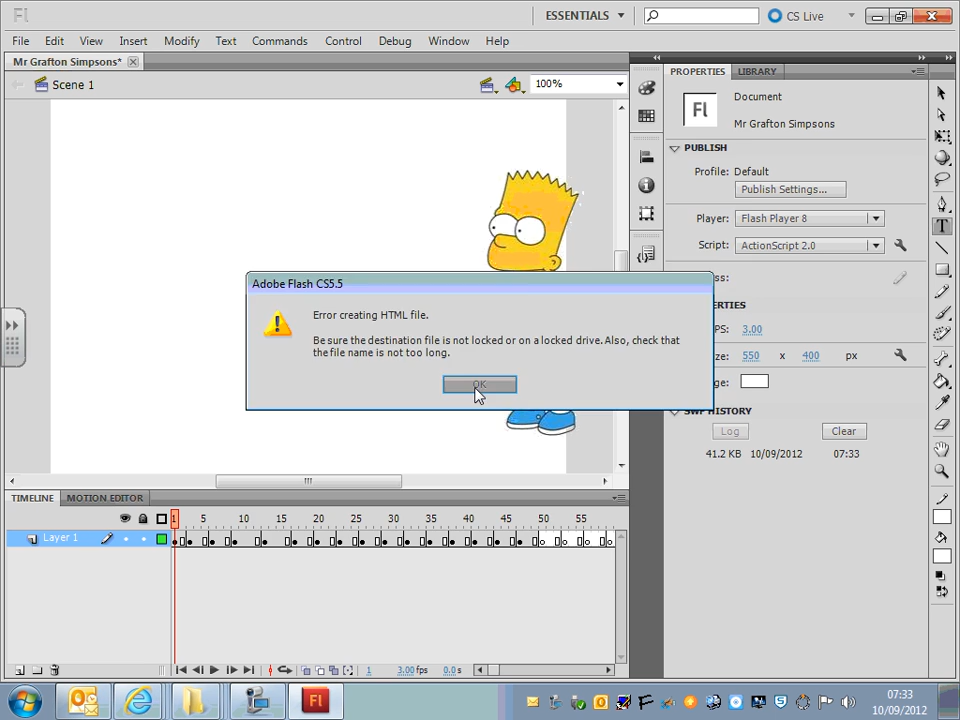 Fl
ESSENTIALS
CS Live
File Edit View Insert Modify Text Commands Control Debug Window Help
Mr Grafton Simpsons*
Scene 1
100%
PROPERTIES LIBRARY
Fl
Document
Mr Grafton Simpsons
PUBLISH
Profile: Default
Publish Settings...
Player: Flash Player 8
Script: ActionScript 2.0
ss:
ERTIES
PS: 3.00
ze: 550 x 400 px
ge:
SWF HISTORY
Log Clear
41.2 KB 10/09/2012 07:33
Adobe Flash CS5.5
Error creating HTML file.
Be sure the destination file is not locked or on a locked drive. Also, check that
the file name is not too long.
OK
TIMELINE MOTION EDITOR
1 5 10 15 20 25 30 35 40 45 50 55
Layer 1
1 3.00 fps 0.0 s
Fl
07:33
10/09/2012